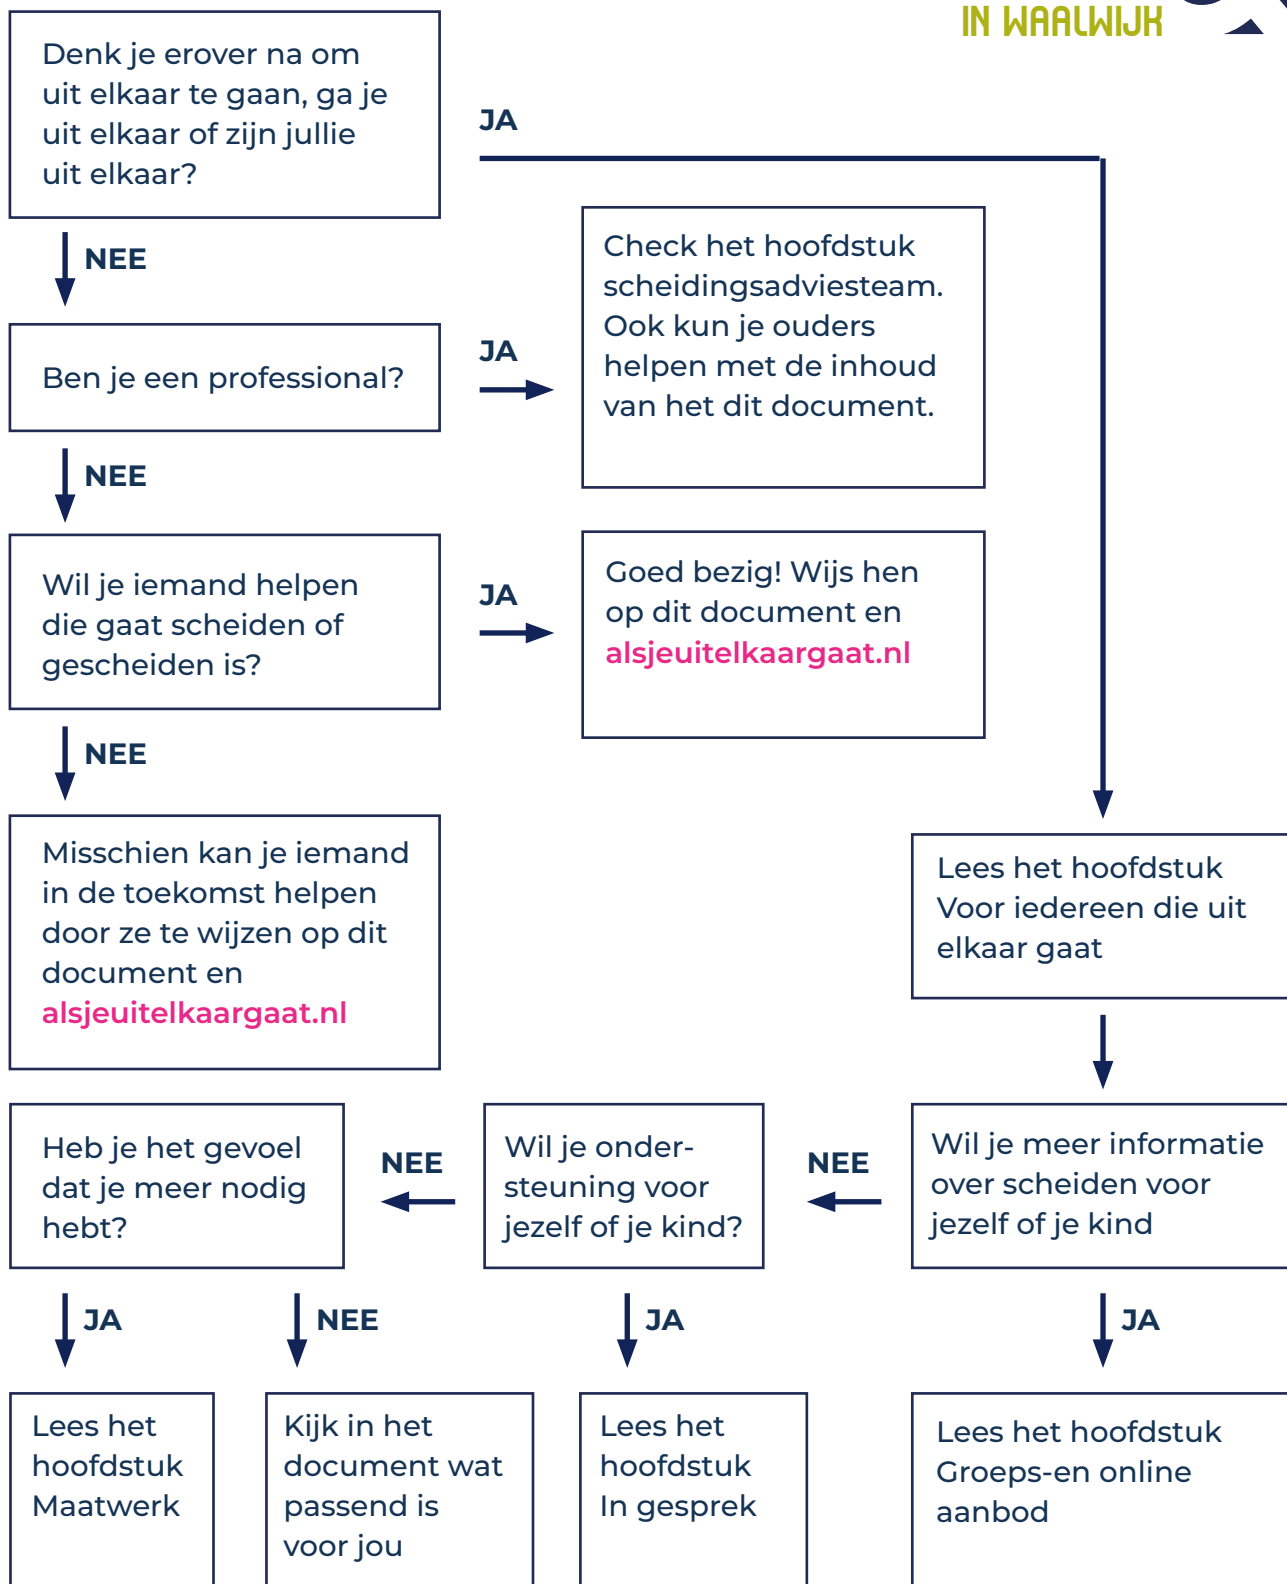 IN WAALWIJK
Denk je erover na om
uit elkaar te gaan, ga je
uit elkaar of zijn jullie
uit elkaar?
JA
NEE
Ben je een professional?
JA
Check het hoofdstuk
scheidingsadviesteam.
Ook kun je ouders
helpen met de inhoud
van het dit document.
NEE
Wil je iemand helpen
die gaat scheiden of
gescheiden is?
JA
Goed bezig! Wijs hen
op dit document en
alsjeuitelkaargaat.nl
NEE
Misschien kan je iemand
in de toekomst helpen
door ze te wijzen op dit
document en
alsjeuitelkaargaat.nl
Lees het hoofdstuk
Voor iedereen die uit
elkaar gaat
Wil je meer informatie
over scheiden voor
jezelf of je kind
NEE
Wil je onder-
steuning voor
jezelf of je kind?
NEE
Heb je het gevoel
dat je meer nodig
hebt?
JA
NEE
JA
JA
Lees het
hoofdstuk
Maatwerk
Kijk in het
document wat
passend is
voor jou
Lees het
hoofdstuk
In gesprek
Lees het hoofdstuk
Groeps-en online
aanbod